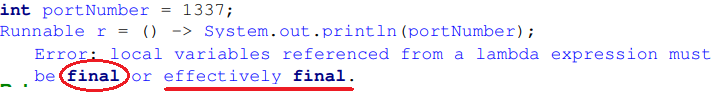 int portNumber = 1337;
Runnable r = () -> System.out.println(portNumber);
Error: local variables referenced from a lambda expression must
be final or effectively final.